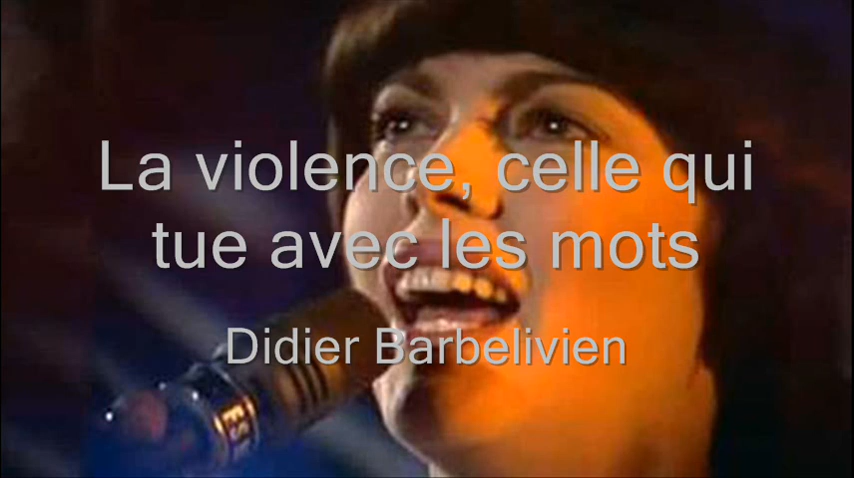 La violence, celle qui
tue avec les mots
Didier Barbelivien